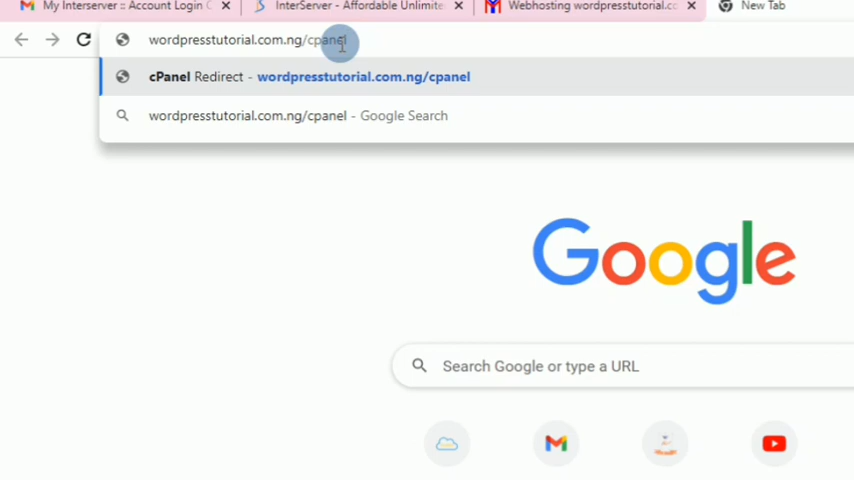 My Interserver :: Account Login C
InterServer - Affordable Unlimite
Webhosting wordpresstutorial.co
New Tab
wordpresstutorial.com.ng/cpanel
cPanel Redirect - wordpresstutorial.com.ng/cpanel
wordpresstutorial.com.ng/cpanel - Google Search
Google
Search Google or type a URL